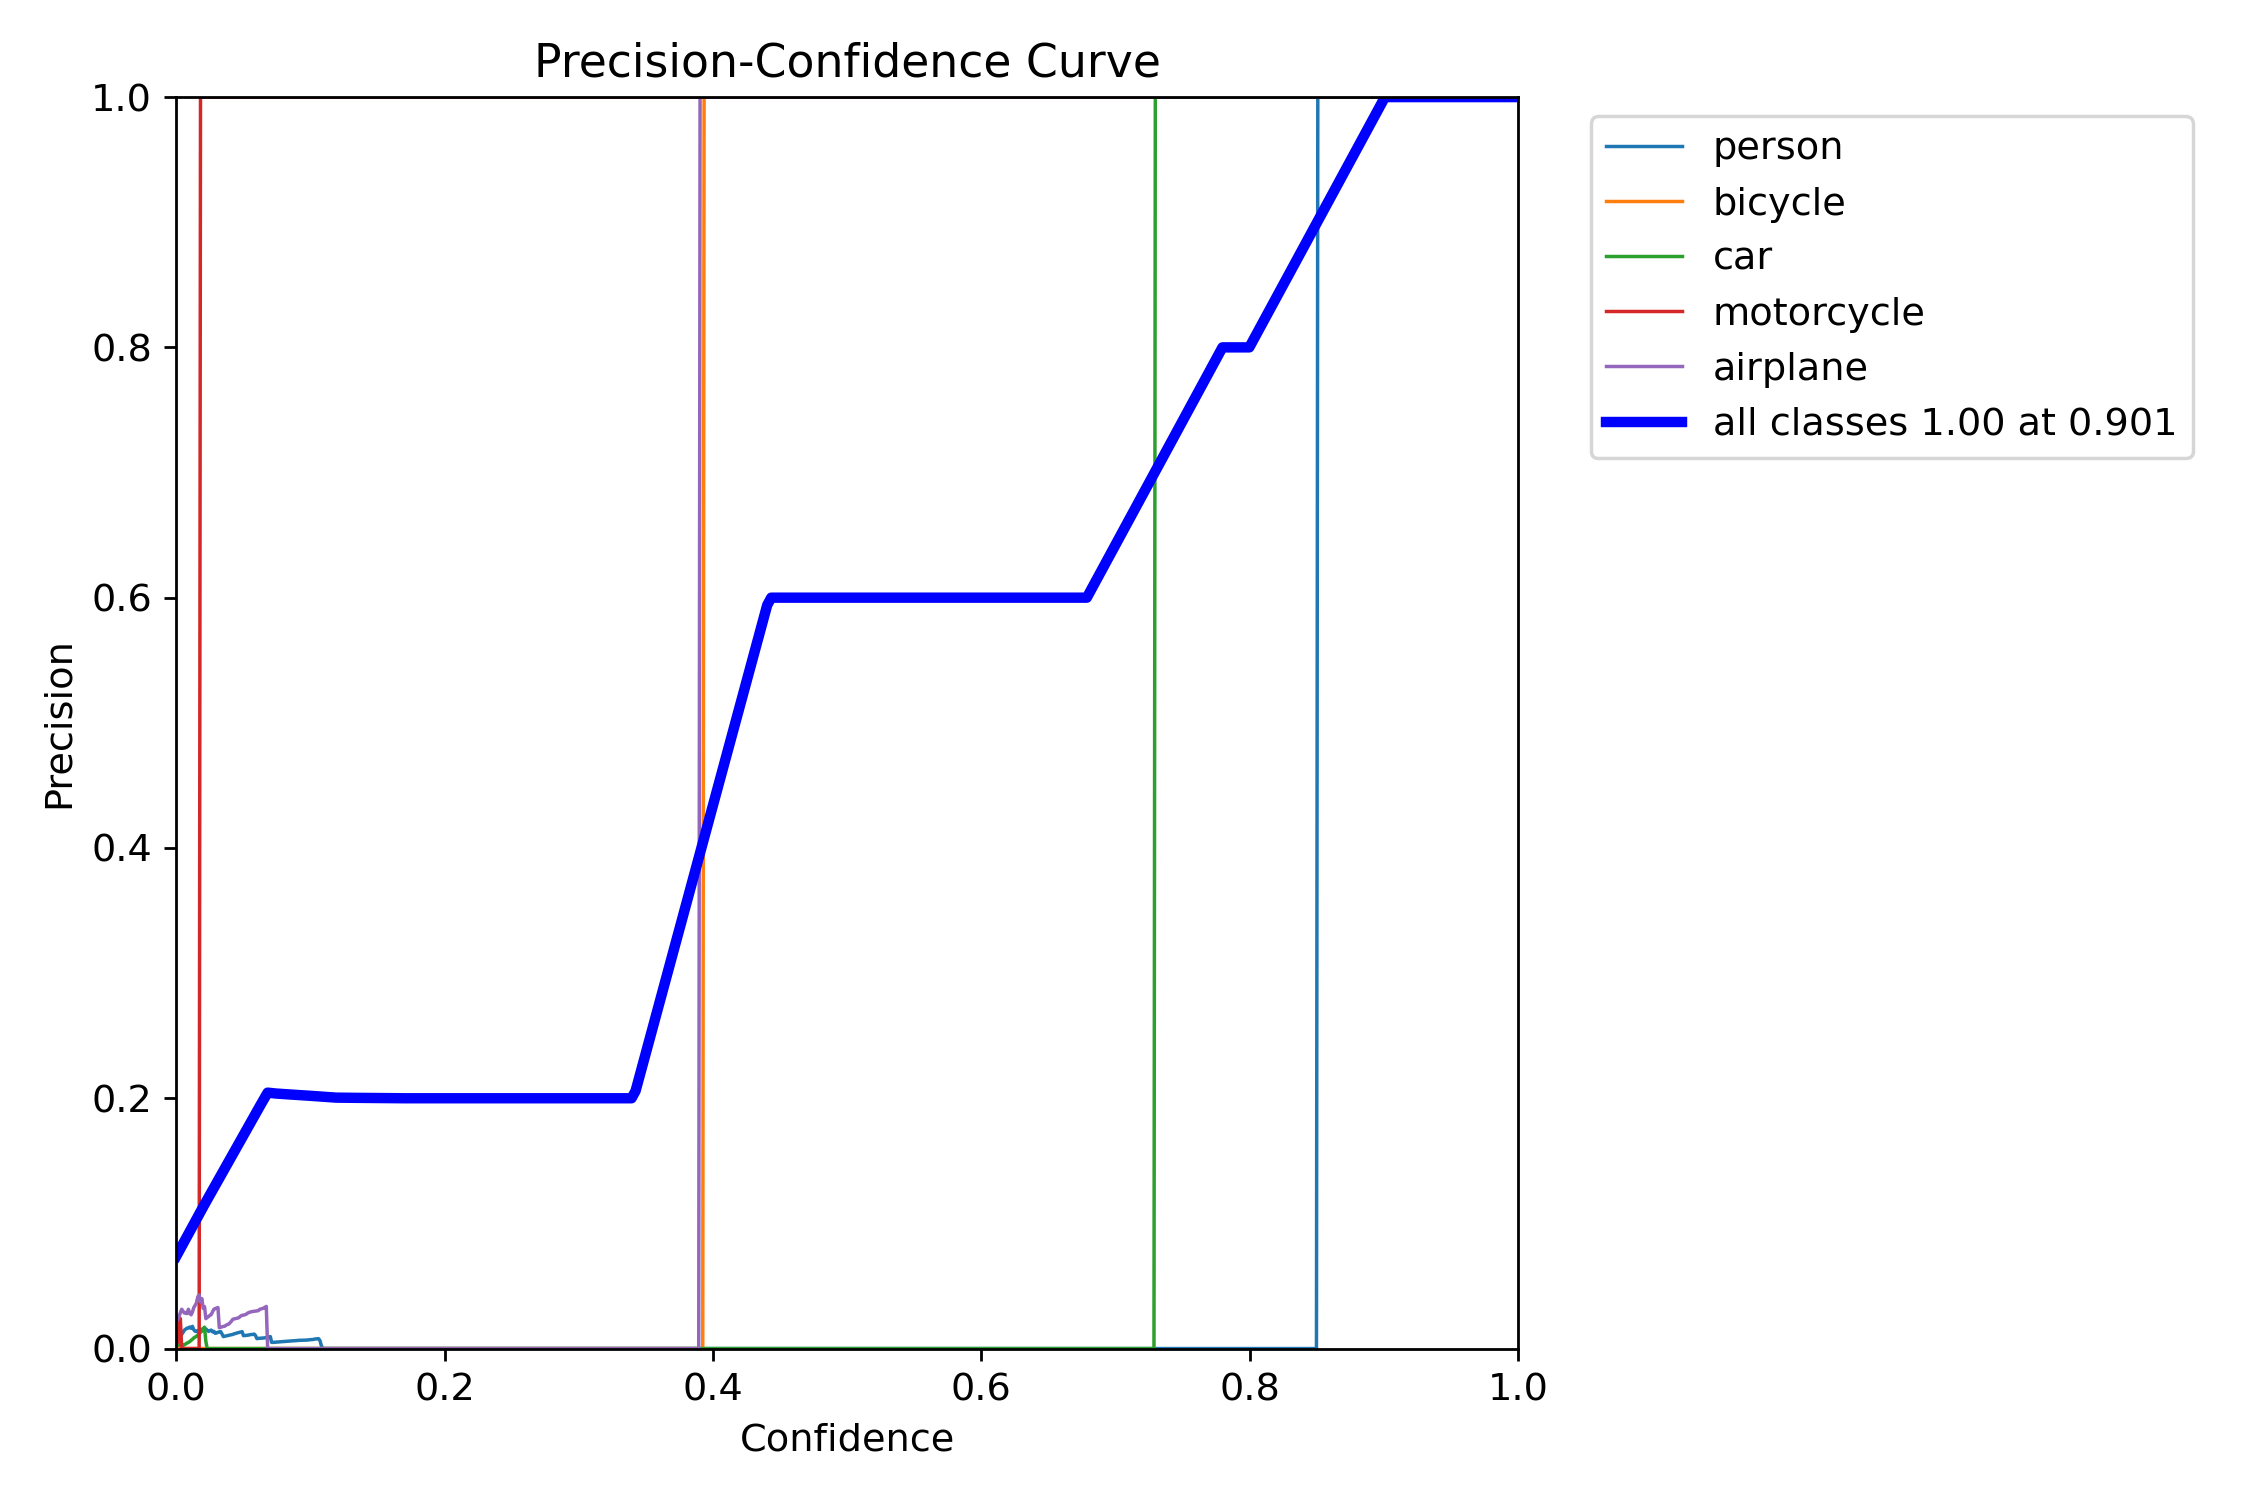 Precision-Confidence Curve
1.0
0.8
0.6
0.4
0.2
0.0
Precision
0.0 0.2 0.4 0.6 0.8 1.0
Confidence
person
bicycle
car
motorcycle
airplane
all classes 1.00 at 0.901